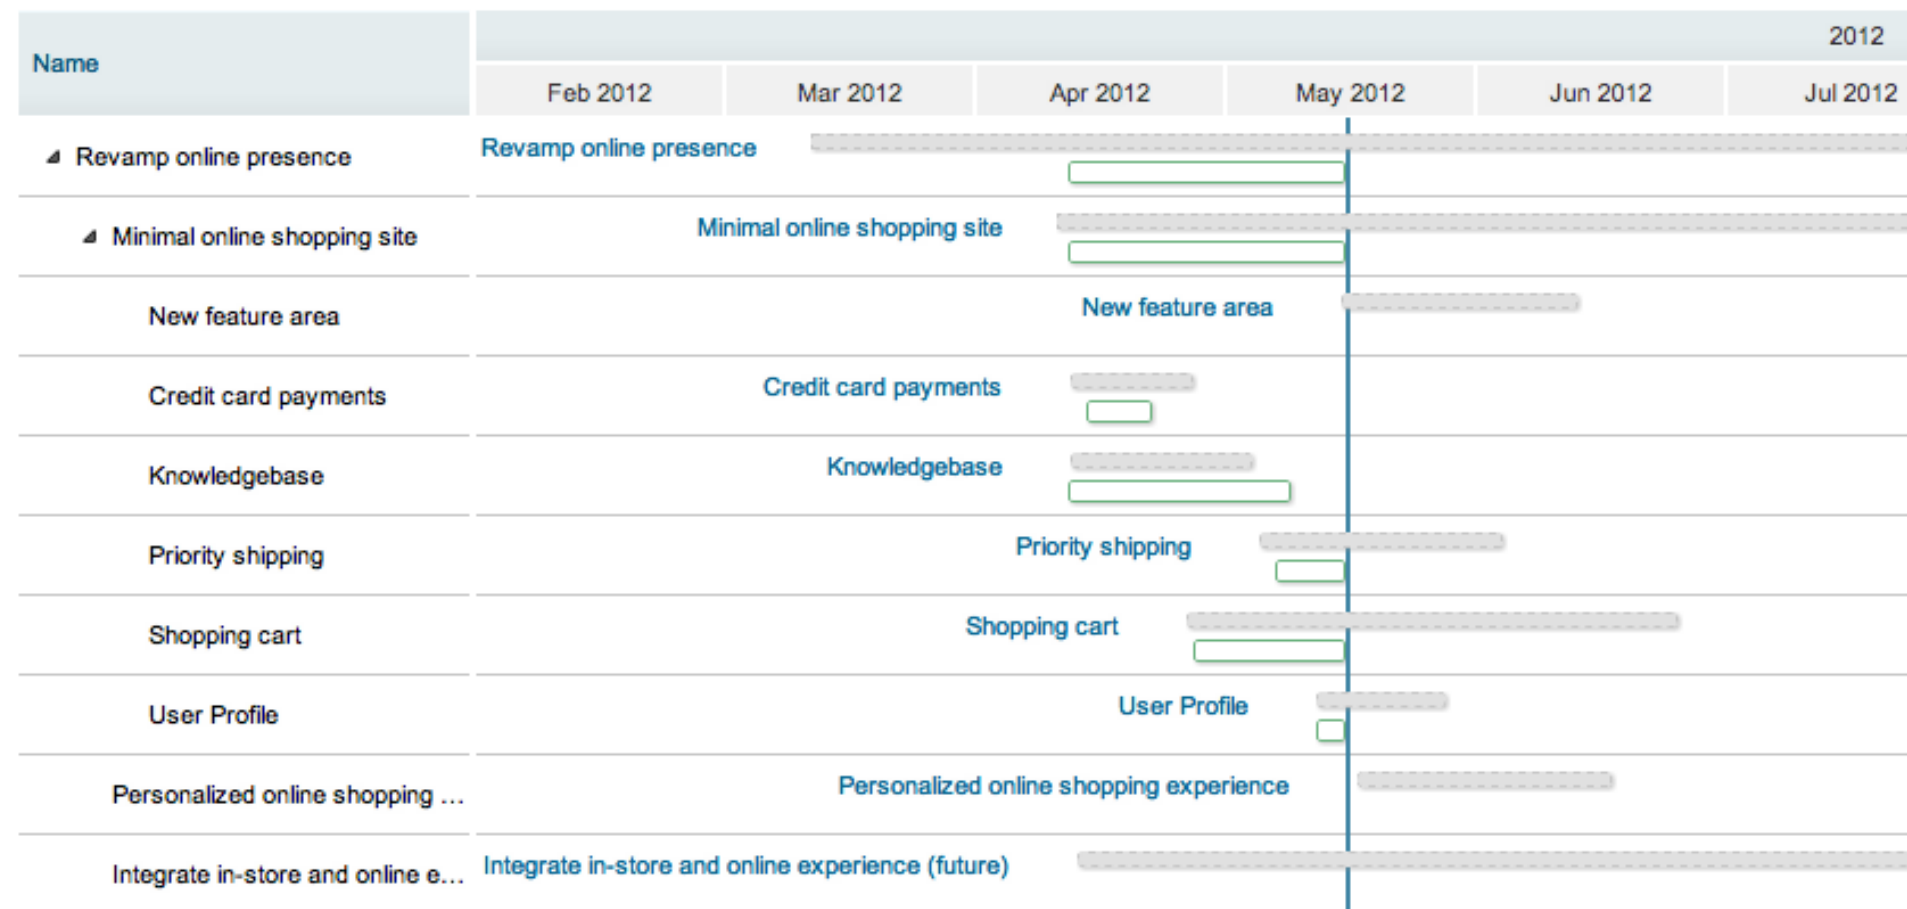 Name
2012
Feb 2012 Mar 2012 Apr 2012 May 2012 Jun 2012 Jul 2012
Revamp online presence Revamp online presence
Minimal online shopping site Minimal online shopping site
New feature area New feature area
Credit card payments Credit card payments
Knowledgebase Knowledgebase
Priority shipping Priority shipping
Shopping cart Shopping cart
User Profile User Profile
Personalized online shopping ... Personalized online shopping experience
Integrate in-store and online e... Integrate in-store and online experience (future)